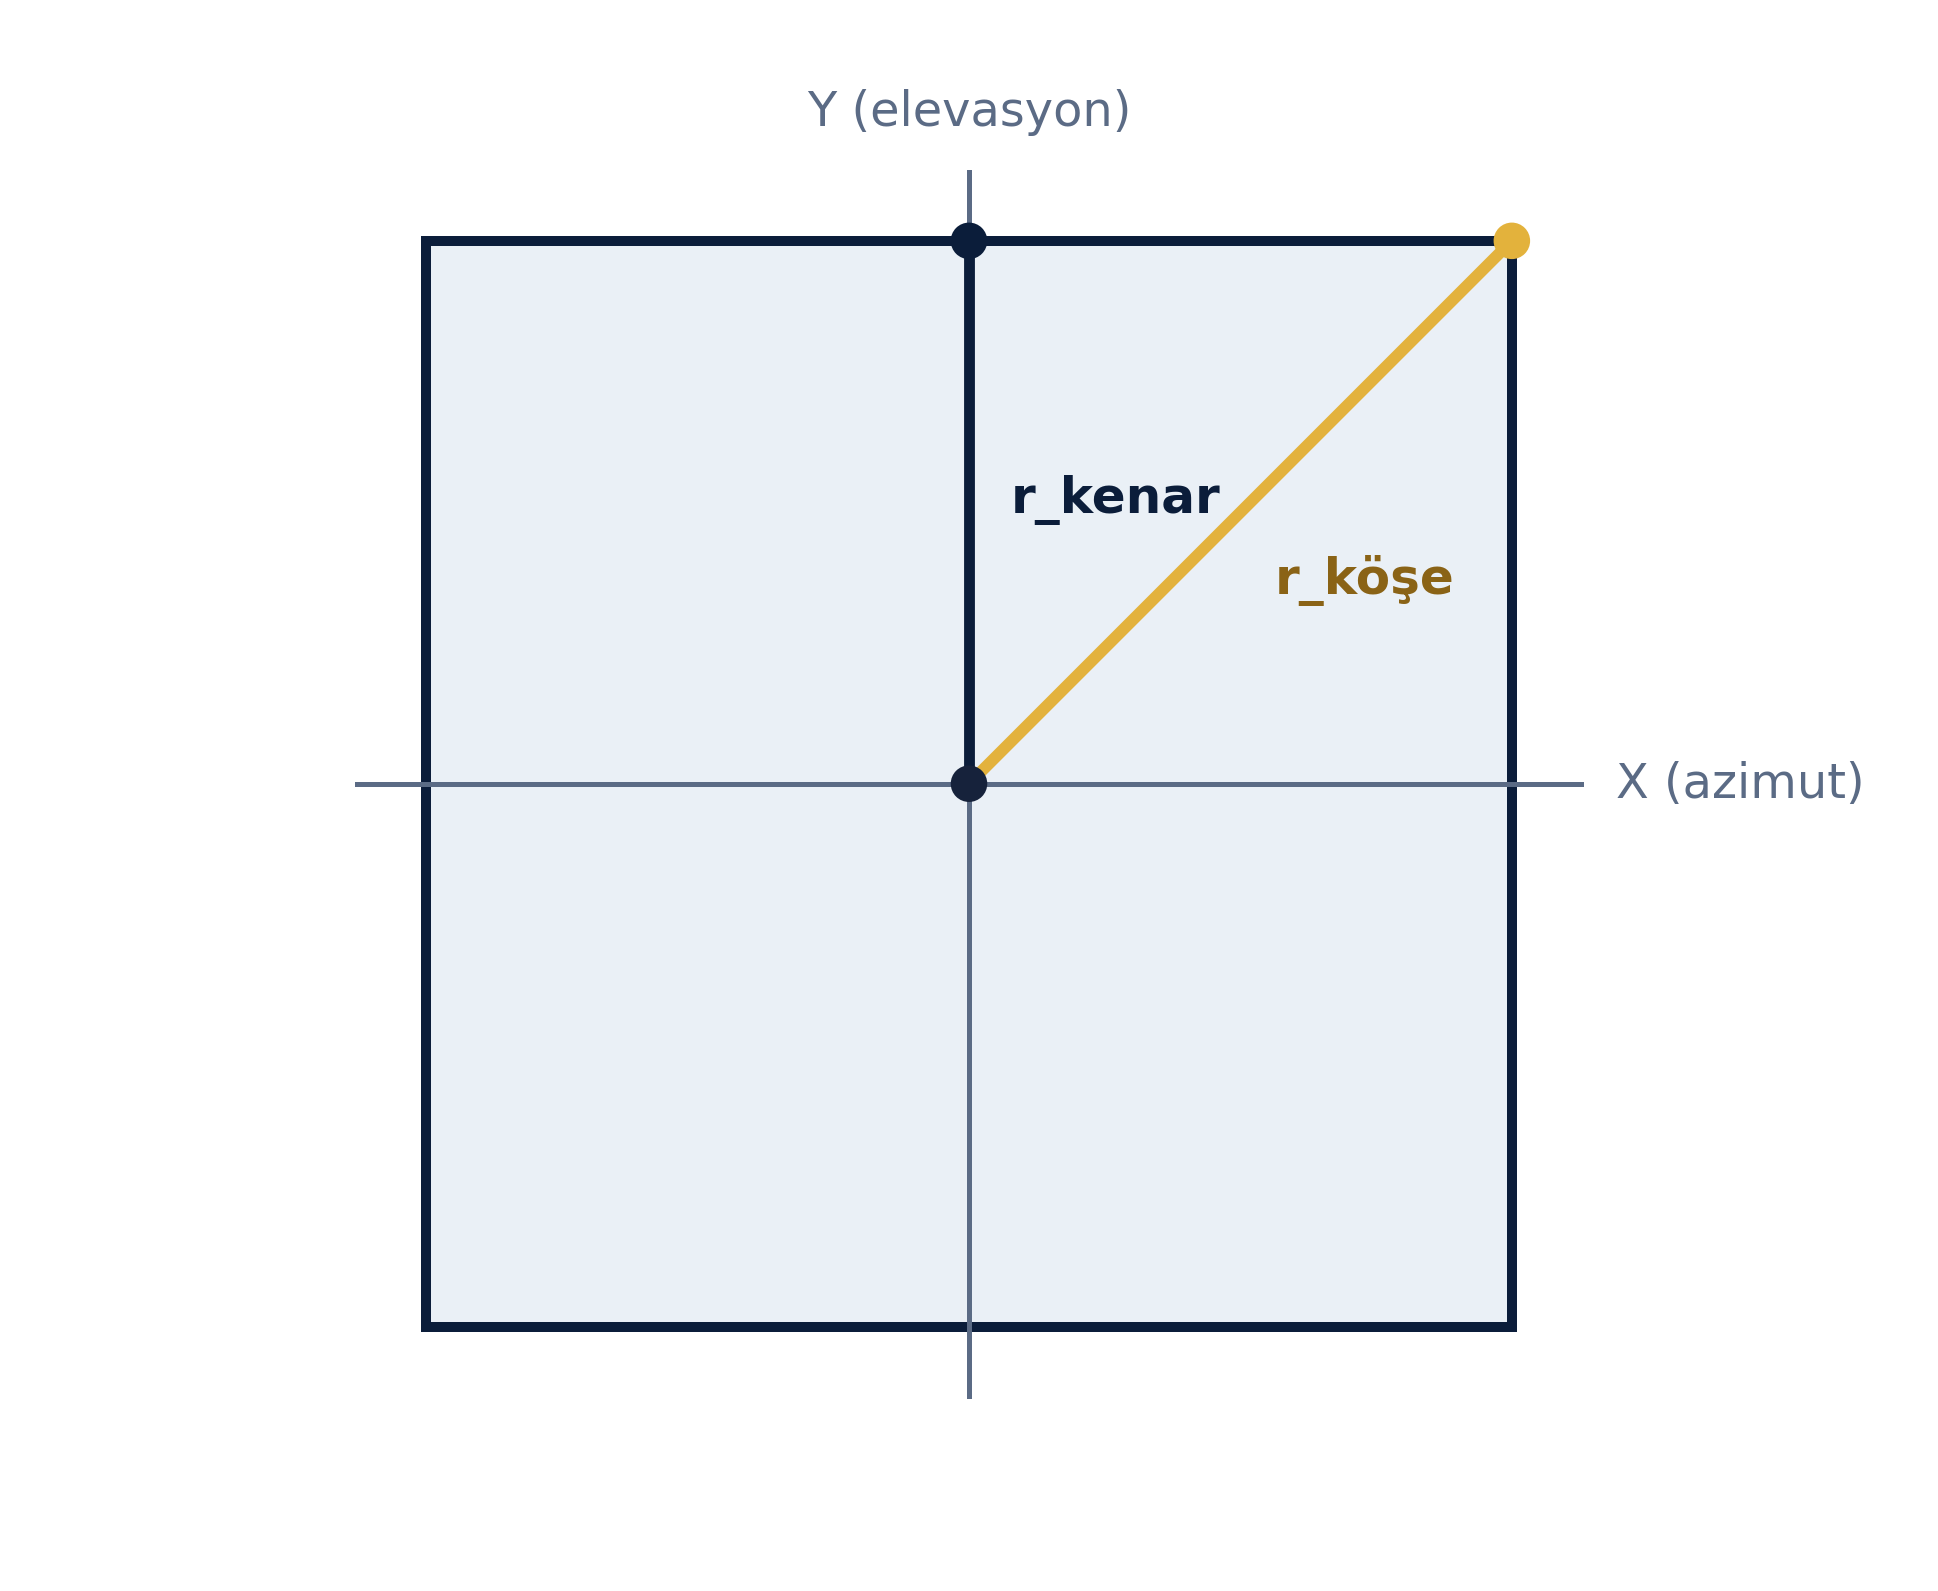 Y (elevasyon)
r_kenar
r_köşe
X (azimut)